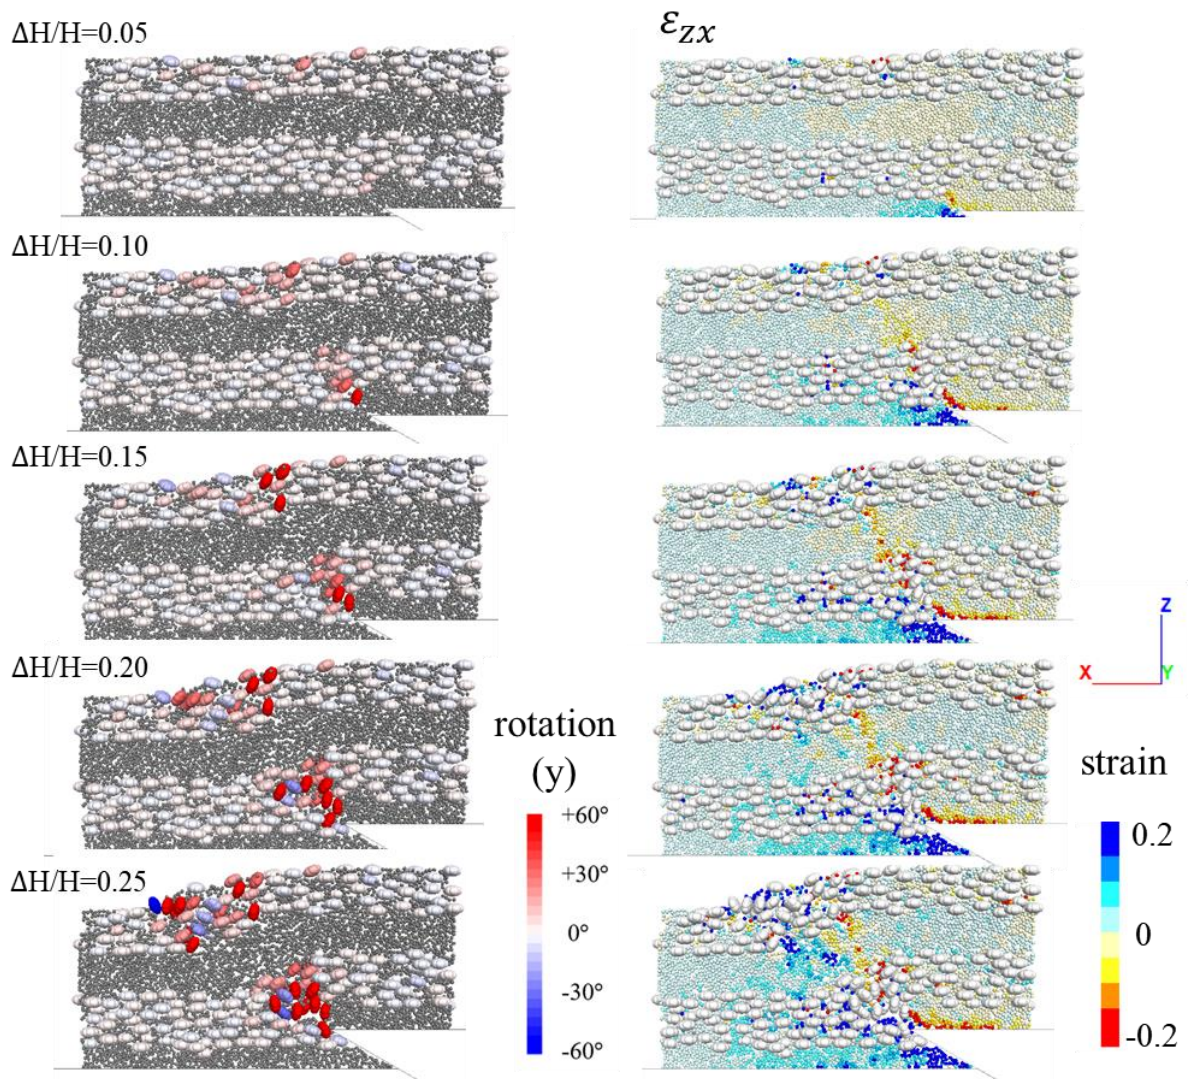 ΔH/H=0.05
ε_zx
ΔH/H=0.10
ΔH/H=0.15
Z
X
Y
ΔH/H=0.20
rotation
(y)
+60°
+30°
0°
-30°
-60°
strain
0.2
0
-0.2
ΔH/H=0.25